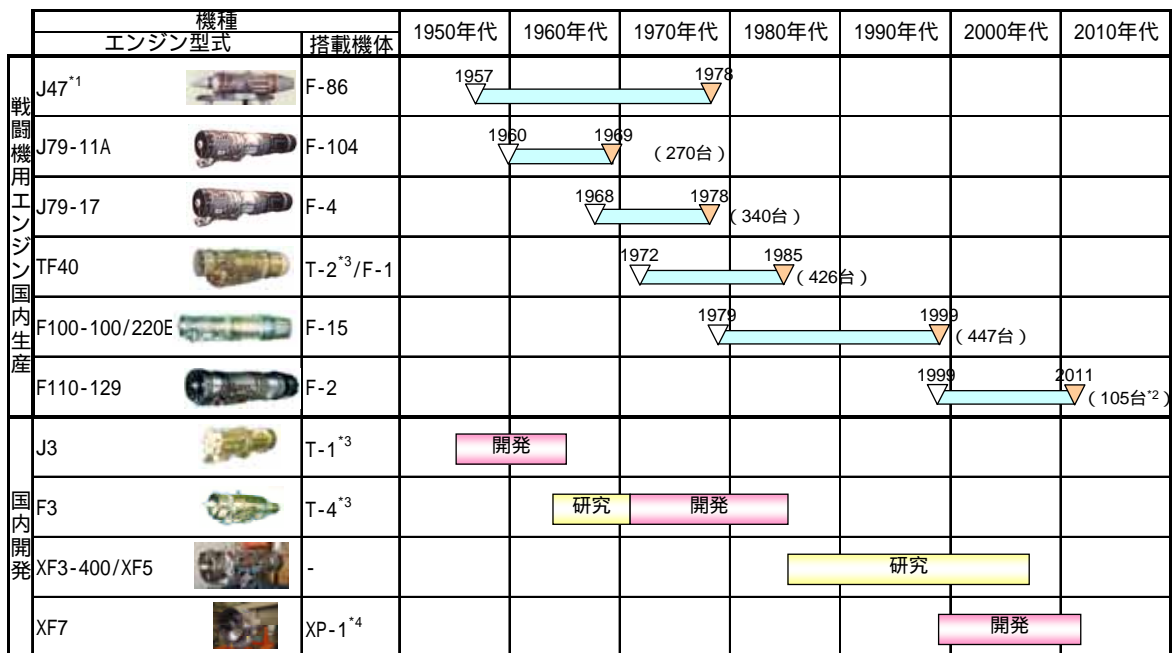 機種
エンジン型式 搭載機体 1950年代 1960年代 1970年代 1980年代 1990年代 2000年代 2010年代
戦闘機用エンジン国内生産
J47*1 F-86 1957 1978
J79-11A F-104 1960 1969 (270台)
J79-17 F-4 1968 1978 (340台)
TF40 T-2*3/F-1 1972 1985 (426台)
F100-100/220E F-15 1979 1999 (447台)
F110-129 F-2 1999 2011 (105台*2)
国内開発
J3 T-1*3 開発
F3 T-4*3 研究 開発
XF3-400/XF5 - 研究
XF7 XP-1*4 開発